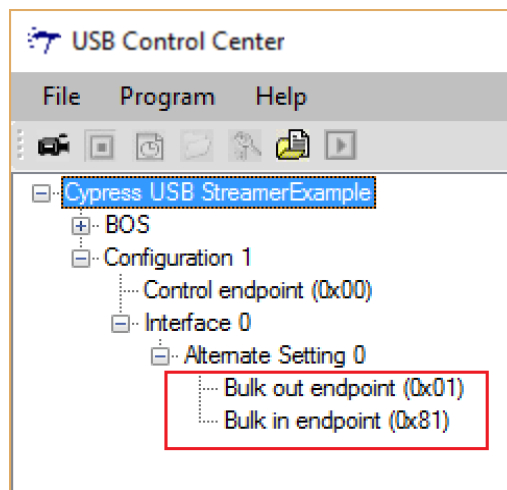 USB Control Center
File Program Help
Cypress USB StreamerExample
BOS
Configuration 1
Control endpoint (0x00)
Interface 0
Alternate Setting 0
Bulk out endpoint (0x01)
Bulk in endpoint (0x81)